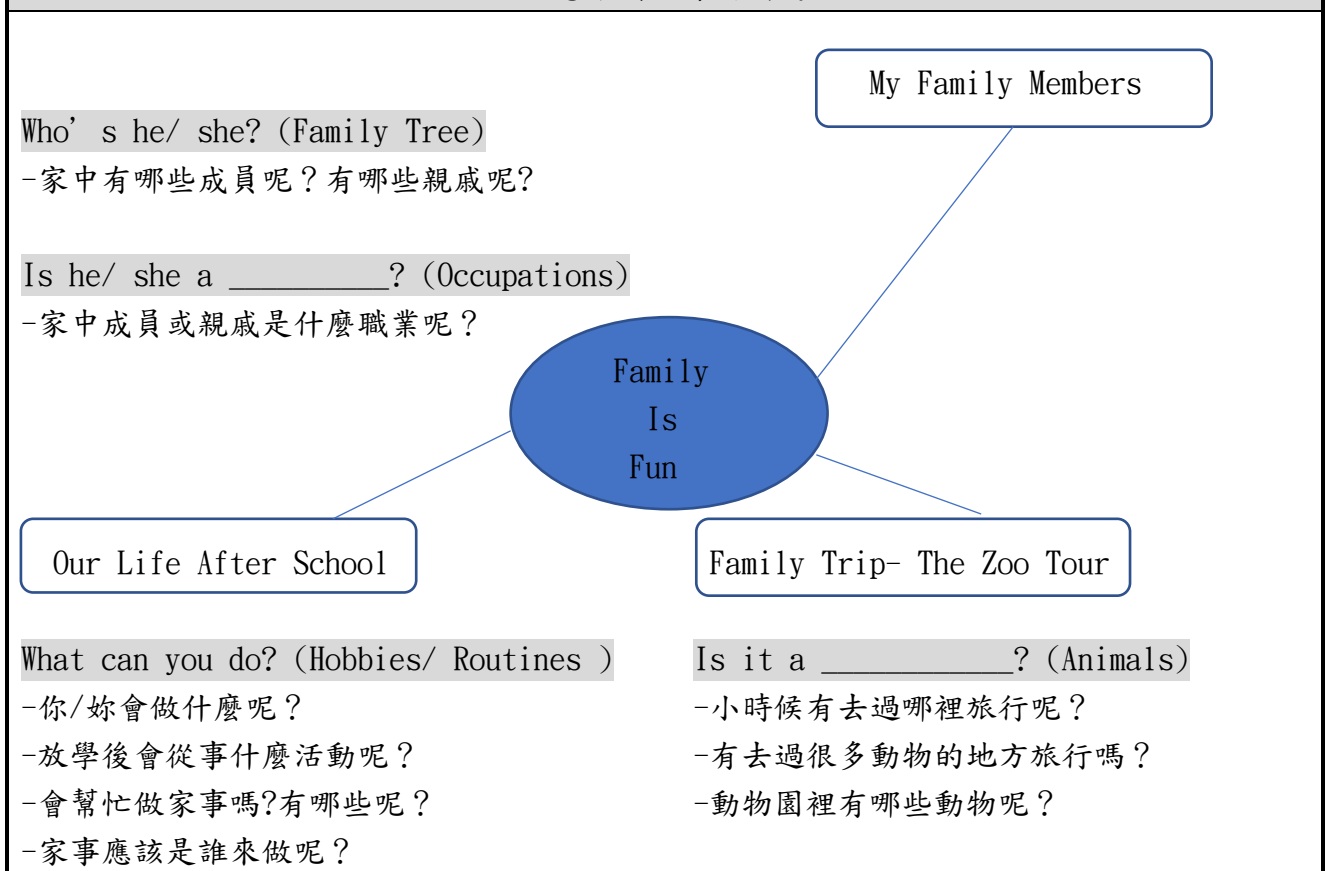 My Family Members
Who's he/ she? (Family Tree)
-家中有哪些成員呢？有哪些親戚呢?
Is he/ she a __________? (Occupations)
-家中成員或親戚是什麼職業呢？
Family
Is
Fun
Our Life After School
What can you do? (Hobbies/ Routines )
-你/妳會做什麼呢？
-放學後會從事什麼活動呢？
-會幫忙做家事嗎?有哪些呢？
-家事應該是誰來做呢？
Family Trip- The Zoo Tour
Is it a ____________? (Animals)
-小時候有去過哪裡旅行呢？
-有去過很多動物的地方旅行嗎？
-動物園裡有哪些動物呢？